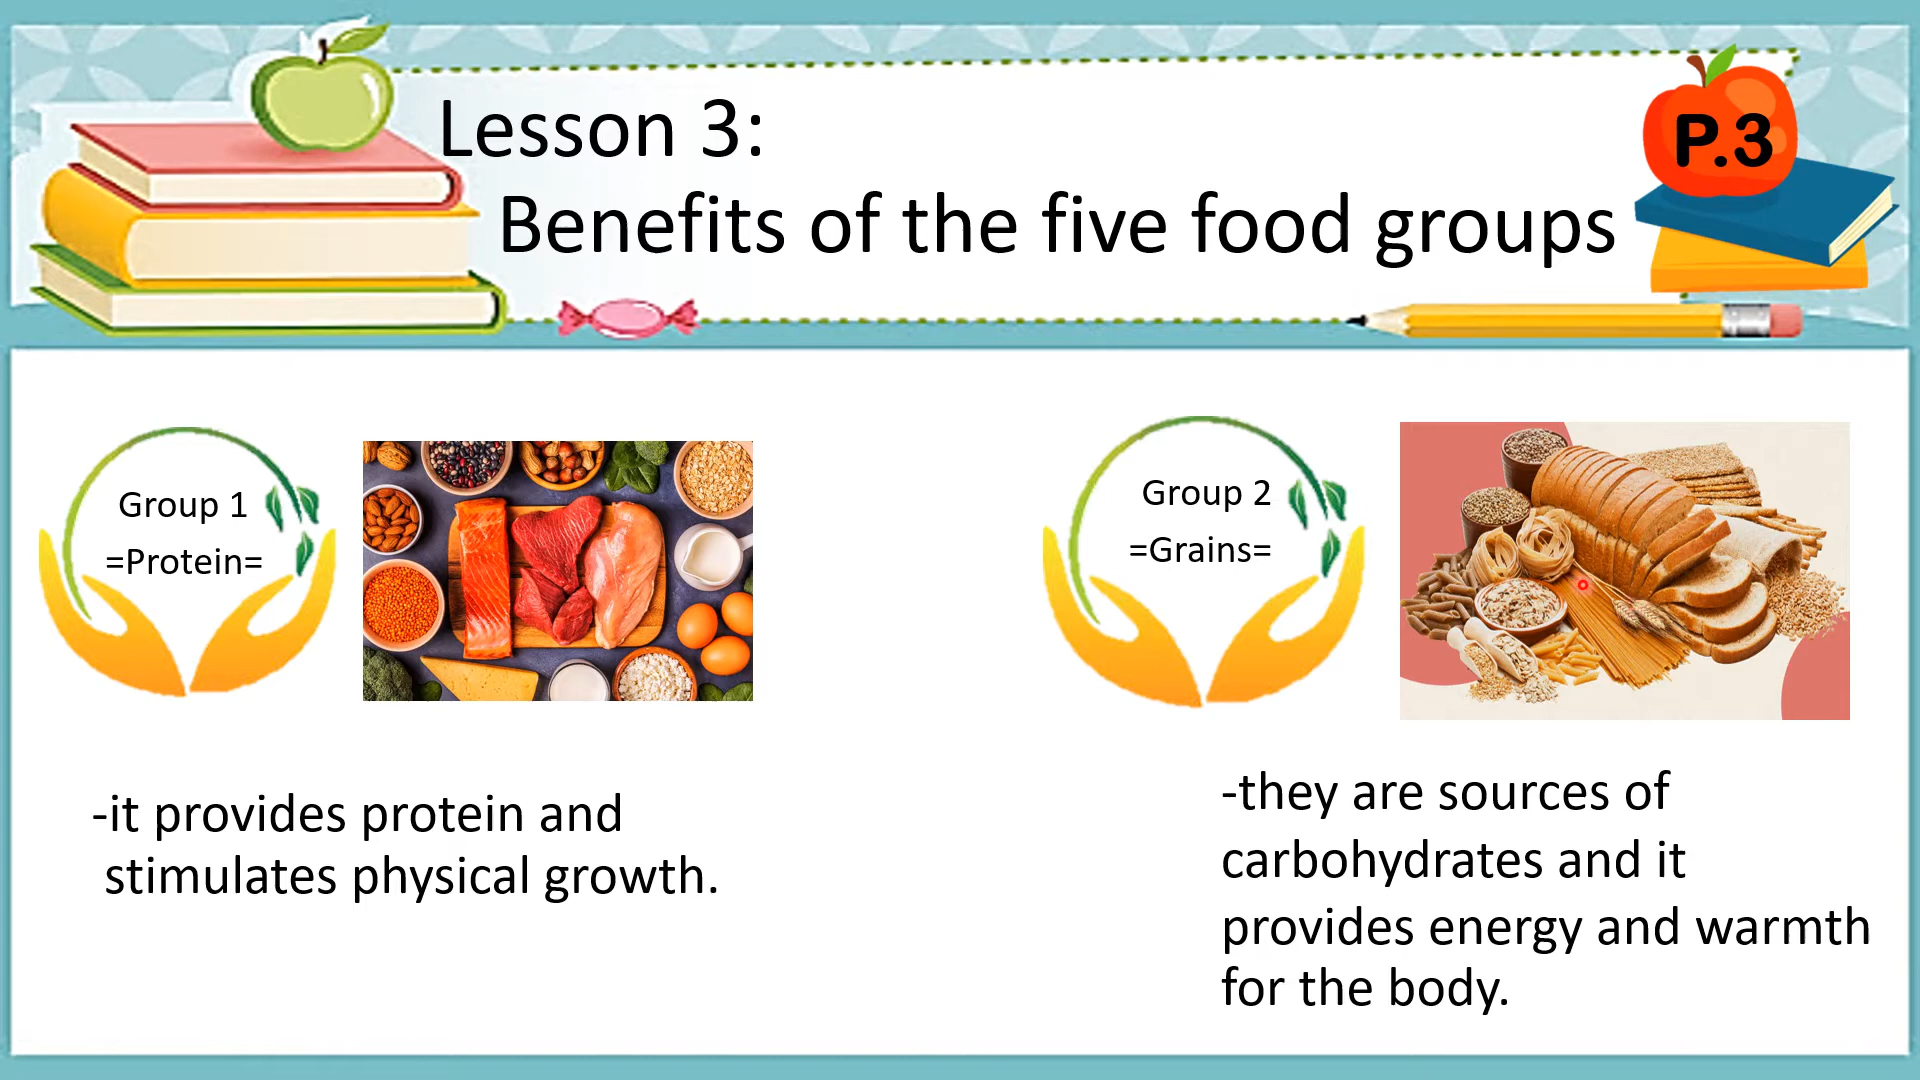 Lesson 3:
Benefits of the five food groups
P.3
Group 1
=Protein=
-it provides protein and
stimulates physical growth.
Group 2
=Grains=
-they are sources of
carbohydrates and it
provides energy and warmth
for the body.